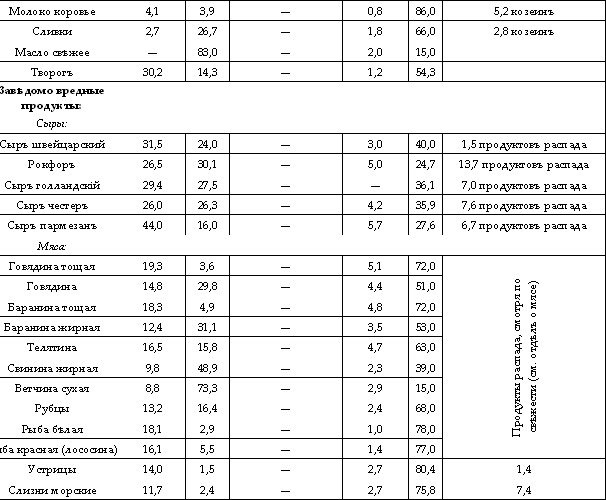 Молоко коровье 4,1 3,9 — 0,8 86,0 5,2 козеинъ
Сливки 2,7 26,7 — 1,8 66,0 2,8 козеинъ
Масло свѣжее — 83,0 — 2,0 15,0
Творогъ 30,2 14,3 — 1,2 54,3
Завѣдомо вредные
продукты:
Сыры:
Сыръ швейцарский 31,5 24,0 — 3,0 40,0 1,5 продуктовъ распада
Рокфоръ 26,5 30,1 — 5,0 24,7 13,7 продуктовъ распада
Сыръ голландскій 29,4 27,5 — — 36,1 7,0 продуктовъ распада
Сыръ честеръ 26,0 26,3 — 4,2 35,9 7,6 продуктовъ распада
Сыръ пармезанъ 44,0 16,0 — 5,7 27,6 6,7 продуктовъ распада
Мяса:
Говядина тощая 19,3 3,6 — 5,1 72,0
Говядина 14,8 29,8 — 4,4 51,0
Баранина тощая 18,3 4,9 — 4,8 72,0
Баранина жирная 12,4 31,1 — 3,5 53,0
Телятина 16,5 15,8 — 4,7 63,0
Свинина жирная 9,8 48,9 — 2,3 39,0
Ветчина сухая 8,8 73,3 — 2,9 15,0
Рубцы 13,2 16,4 — 2,4 68,0
Рыба бѣлая 18,1 2,9 — 1,0 78,0
ба красная (лососина) 16,1 5,5 — 1,4 77,0
Продукты распада, смотря по
свѣжести (см. отдѣлъ о мясе)
Устрицы 14,0 1,5 — 2,7 80,4 1,4
Слизни морские 11,7 2,4 — 2,7 75,8 7,4